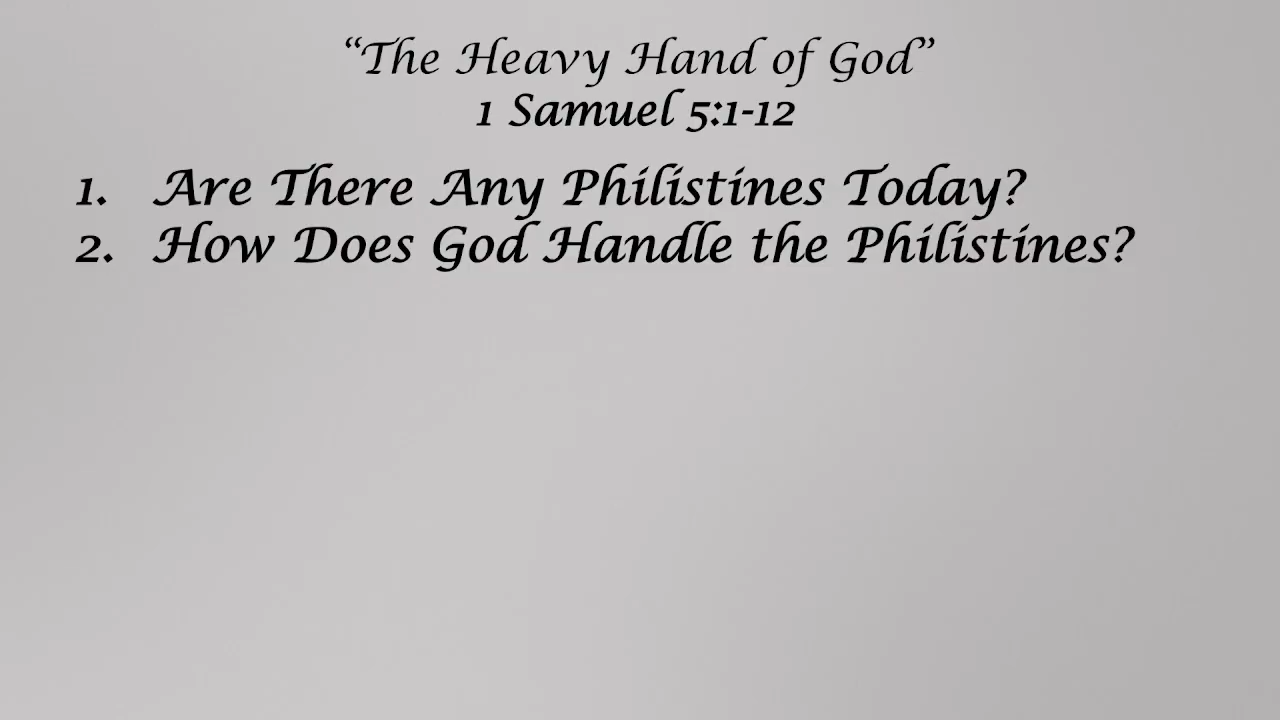 “The Heavy Hand of God”
1 Samuel 5:1-12
1. Are There Any Philistines Today?
2. How Does God Handle the Philistines?